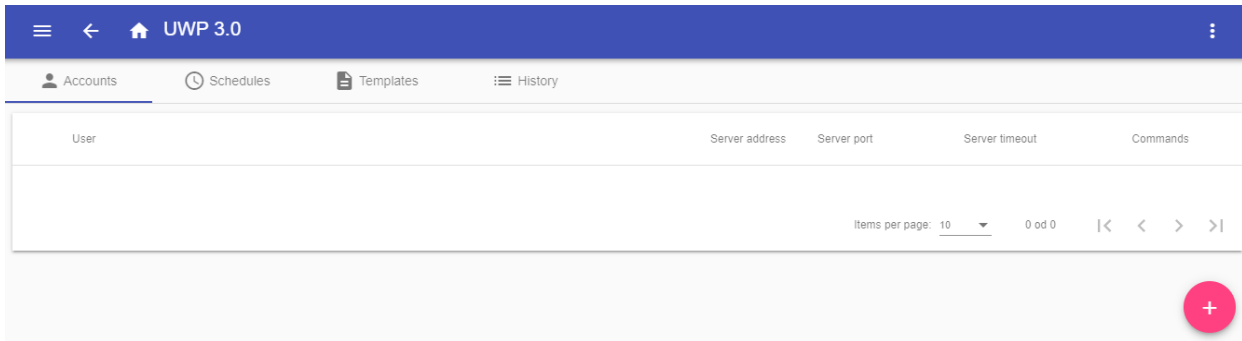 UWP 3.0
Accounts Schedules Templates History
User Server address Server port Server timeout Commands
Items per page: 10 0 od 0